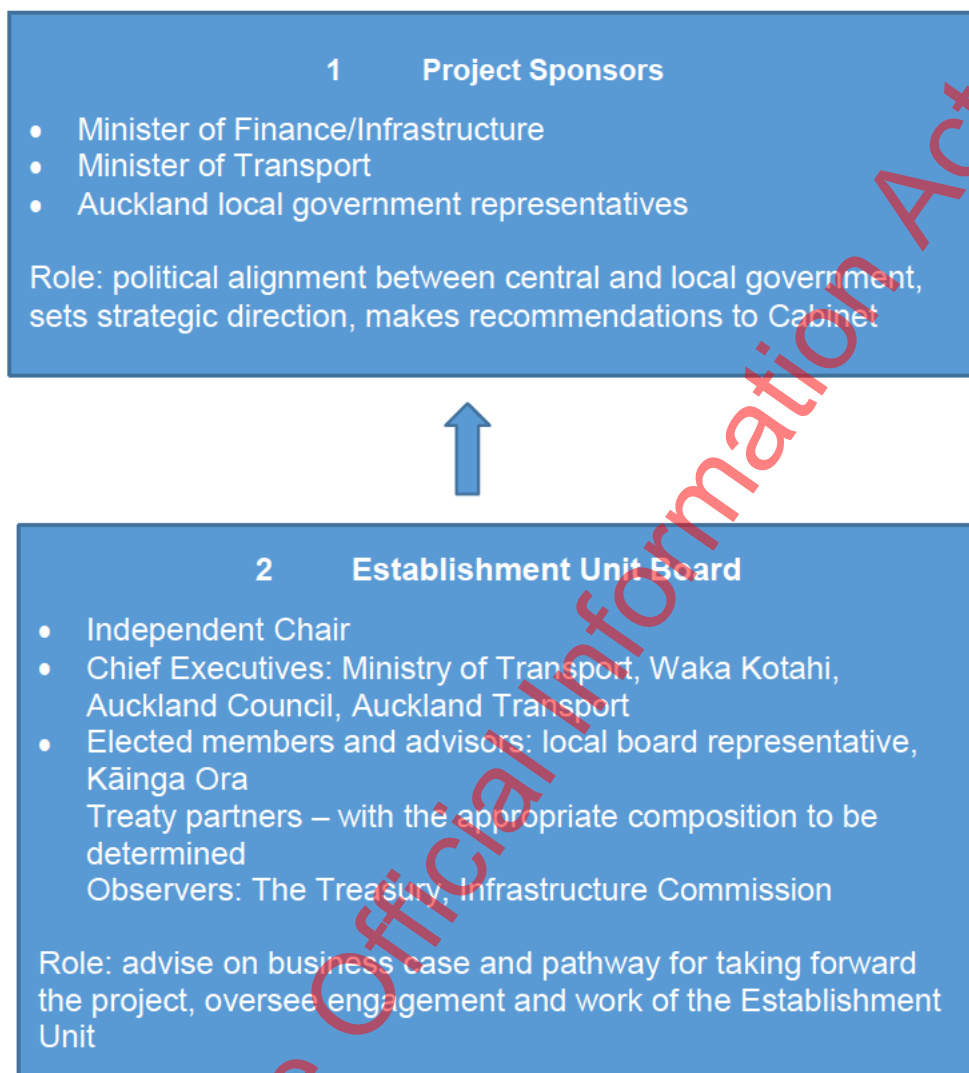 1 Project Sponsors
• Minister of Finance/Infrastructure
• Minister of Transport
• Auckland local government representatives
Role: political alignment between central and local government,
sets strategic direction, makes recommendations to Cabinet
2 Establishment Unit Board
• Independent Chair
• Chief Executives: Ministry of Transport, Waka Kotahi,
Auckland Council, Auckland Transport
• Elected members and advisors: local board representative,
Kāinga Ora
Treaty partners – with the appropriate composition to be
determined
Observers: The Treasury, Infrastructure Commission
Role: advise on business case and pathway for taking forward
the project, oversee engagement and work of the Establishment
Unit
Official Information Act